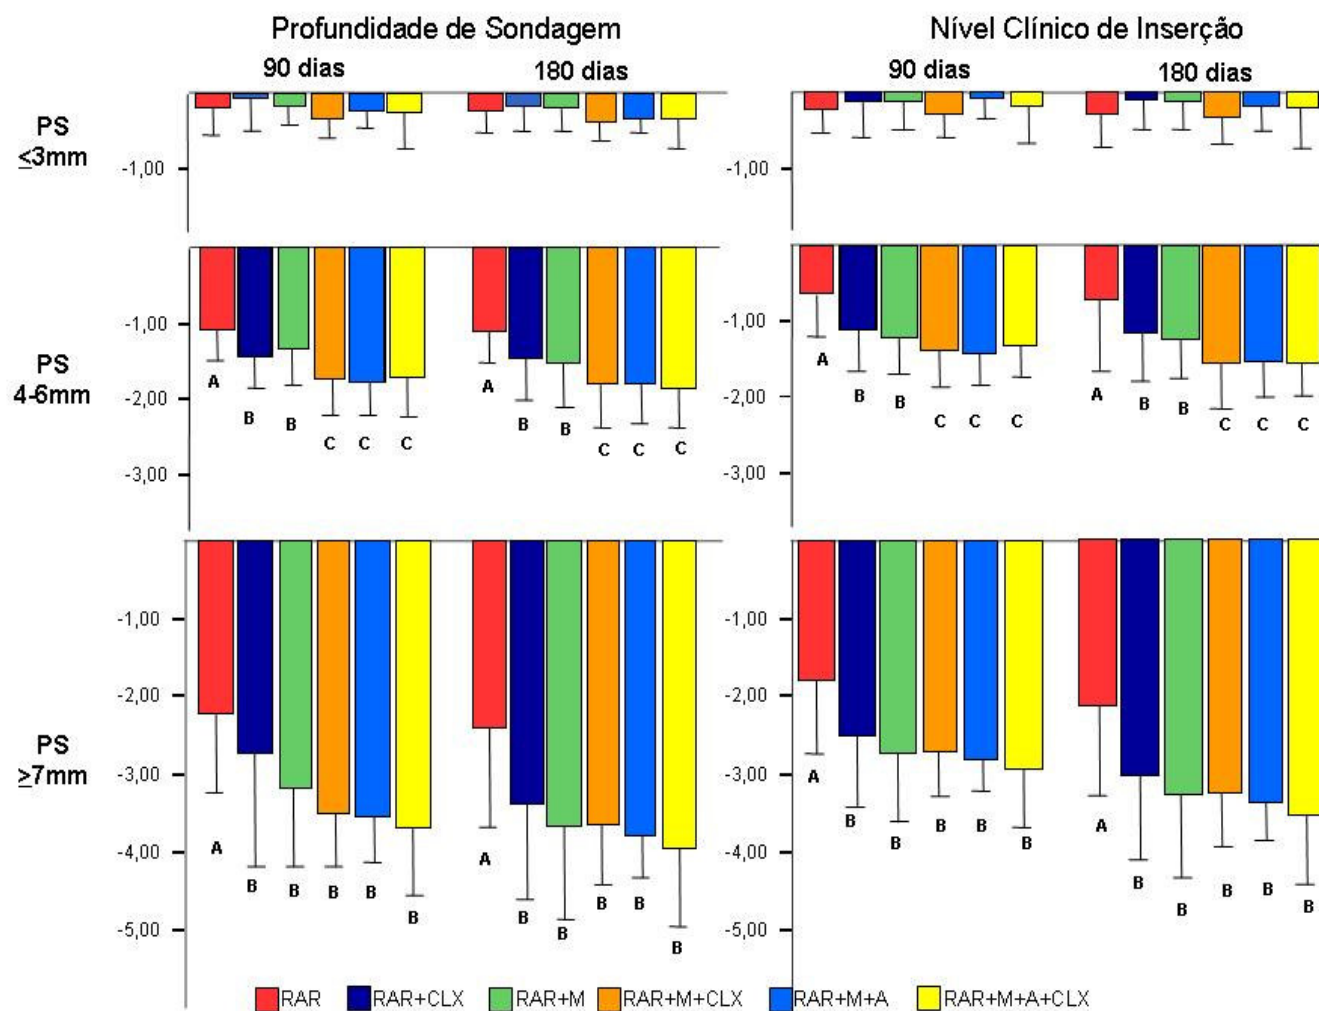 Profundidade de Sondagem
Nível Clínico de Inserção
90 dias
180 dias
90 dias
180 dias
PS
≤3mm
-1,00
-1,00
PS
4-6mm
-1,00
-2,00
-3,00
A
B
B
C
C
C
A
B
B
C
C
C
-1,00
-2,00
-3,00
A
B
B
C
C
C
A
B
B
C
C
C
PS
≥7mm
-1,00
-2,00
-3,00
-4,00
-5,00
A
B
B
B
B
B
A
B
B
B
B
B
-1,00
-2,00
-3,00
-4,00
-5,00
A
B
B
B
B
B
A
B
B
B
B
B
RAR
RAR+CLX
RAR+M
RAR+M+CLX
RAR+M+A
RAR+M+A+CLX